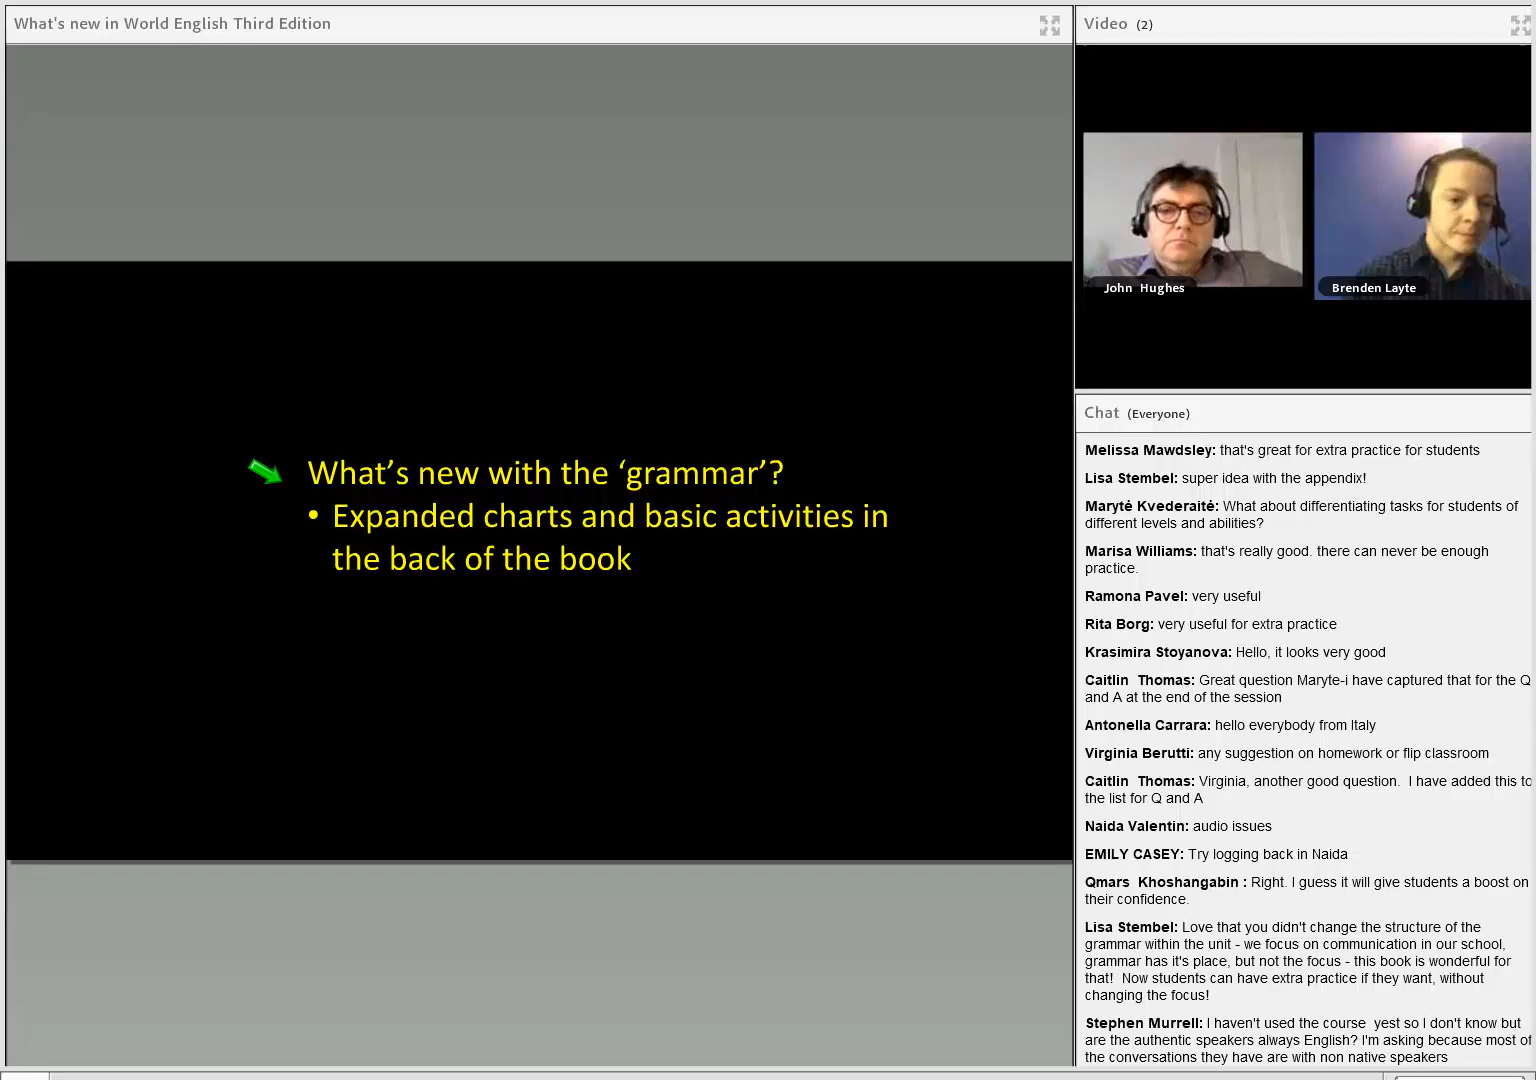 What's new in World English Third Edition
What's new with the ‘grammar’?
• Expanded charts and basic activities in
the back of the book
Video (2)
John Hughes
Brenden Layte
Chat (Everyone)
Melissa Mawdsley: that's great for extra practice for students
Lisa Stembel: super idea with the appendix!
Marytė Kvederaitė: What about differentiating tasks for students of
different levels and abilities?
Marisa Williams: that's really good. there can never be enough
practice.
Ramona Pavel: very useful
Rita Borg: very useful for extra practice
Krasimira Stoyanova: Hello, it looks very good
Caitlin Thomas: Great question Maryte-i have captured that for the Q
and A at the end of the session
Antonella Carrara: hello everybody from Italy
Virginia Berutti: any suggestion on homework or flip classroom
Caitlin Thomas: Virginia, another good question. I have added this to
the list for Q and A
Naida Valentin: audio issues
EMILY CASEY: Try logging back in Naida
Qmars Khoshangabin : Right. I guess it will give students a boost on
their confidence.
Lisa Stembel: Love that you didn't change the structure of the
grammar within the unit - we focus on communication in our school,
grammar has it's place, but not the focus - this book is wonderful for
that! Now students can have extra practice if they want, without
changing the focus!
Stephen Murrell: I haven't used the course yest so I don't know but
are the authentic speakers always English? I'm asking because most of
the conversations they have are with non native speakers